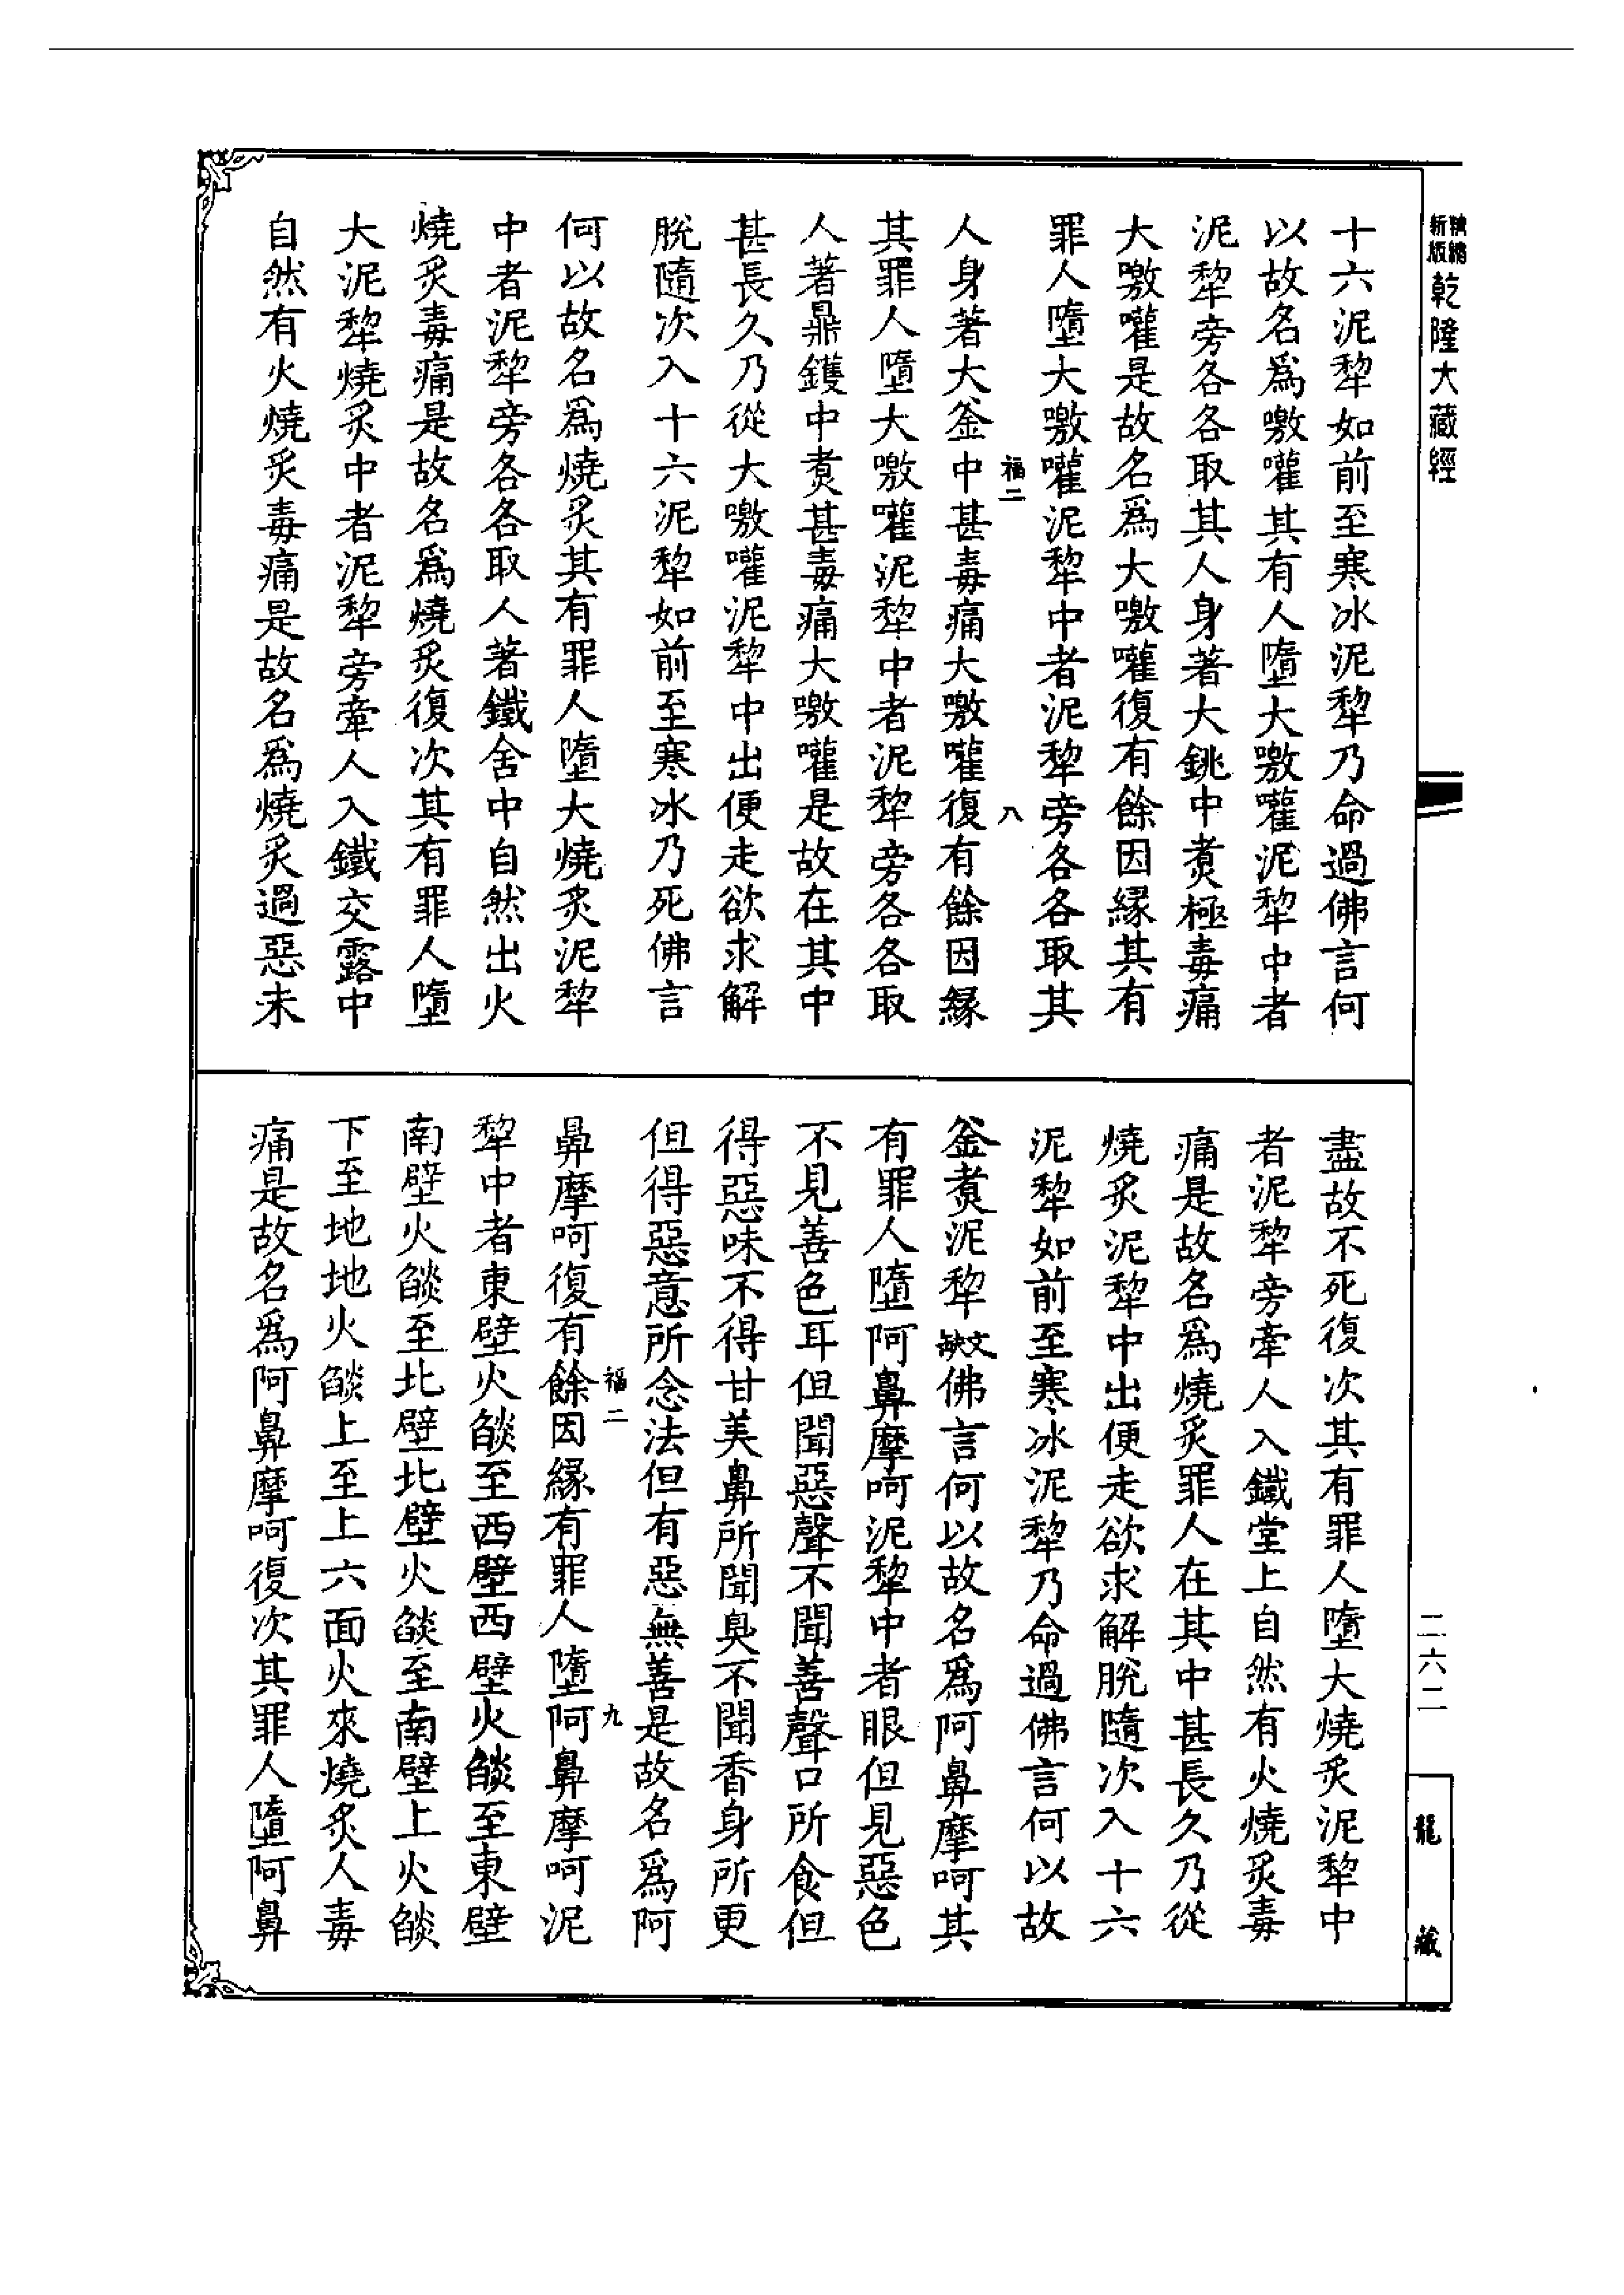 新版
精縮
乾隆大藏經
十六泥犂如前至寒冰泥犂乃命過佛言何
以故名爲噭嚾其有人墮大噭嚾泥犂中者
泥犂旁各各取其人身著大銚中煮極毒痛
大噭嚾是故名爲大噭嚾復有餘因緣其有
罪人墮大噭嚾泥犂中者泥犂旁各各取其
福二
八
人身著大釜中甚毒痛大噭嚾復有餘因緣
其罪人墮大噭嚾泥犂中者泥犂旁各各取
人著鼎鑊中煮甚毒痛大噭嚾是故在其中
甚長久乃從大噭嚾泥犂中出便走欲求解
脫隨次入十六泥犂如前至寒冰乃死佛言
何以故名爲燒炙其有罪人墮大燒炙泥犂
中者泥犂旁各各取人著鐵舍中自然出火
燒炙毒痛是故名爲燒炙復次其有罪人墮
大泥犂燒炙中者泥犂旁牽人入鐵交露中
自然有火燒炙毒痛是故名爲燒炙過惡未
盡故不死復次其有罪人墮大燒炙泥犂中
者泥犂旁牽人入鐵堂上自然有火燒炙毒
痛是故名爲燒炙罪人在其中甚長久乃從
燒炙泥犂中出便走欲求解脫隨次入十六
泥犂如前至寒冰泥犂乃命過佛言何以故
釜煮泥犂缺文佛言何以故名爲阿鼻摩呵其
有罪人墮阿鼻摩呵泥犂中者眼但見惡色
不見善色耳但聞惡聲不聞善聲口所食但
得惡味不得甘美鼻所聞臭不聞香身所更
但得惡意所念法但有惡無善是故名爲阿
福二
九
鼻摩呵復有餘因緣有罪人墮阿鼻摩呵泥
犂中者東壁火燄至西壁西壁火燄至東壁
南壁火燄至北壁北壁火燄至南壁上火燄
下至地地火燄上至上六面火來燒炙人毒
痛是故名爲阿鼻摩呵復次其罪人墮阿鼻
二六二
龍藏